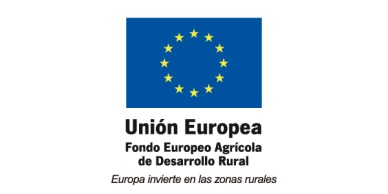 Unión Europea
Fondo Europeo Agrícola
de Desarrollo Rural
Europa invierte en las zonas rurales